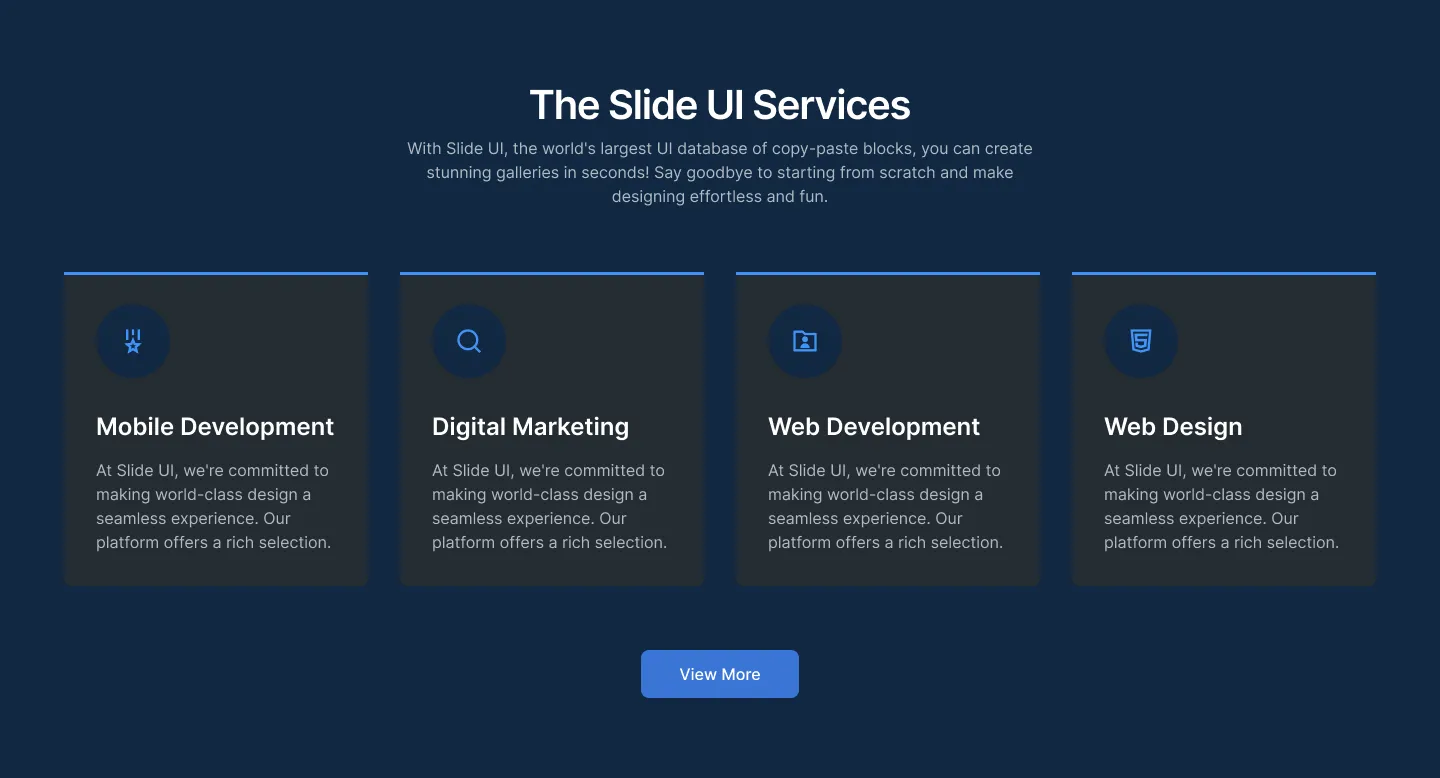 The Slide UI Services
With Slide UI, the world's largest UI database of copy-paste blocks, you can create
stunning galleries in seconds! Say goodbye to starting from scratch and make
designing effortless and fun.
Mobile Development
At Slide UI, we're committed to
making world-class design a
seamless experience. Our
platform offers a rich selection.
Digital Marketing
At Slide UI, we're committed to
making world-class design a
seamless experience. Our
platform offers a rich selection.
Web Development
At Slide UI, we're committed to
making world-class design a
seamless experience. Our
platform offers a rich selection.
Web Design
At Slide UI, we're committed to
making world-class design a
seamless experience. Our
platform offers a rich selection.
View More